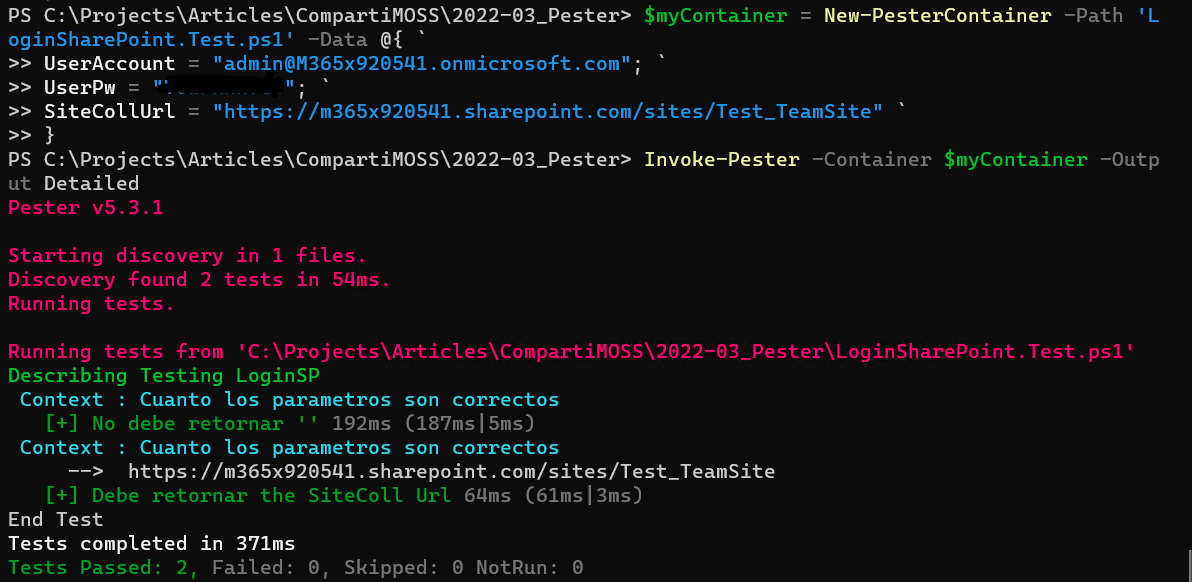 PS C:\Projects\Articles\CompartiMOSS\2022-03_Pester> $myContainer = New-PesterContainer -Path 'L
oginSharePoint.Test.ps1' -Data @{ `
>> UserAccount = "admin@M365x920541.onmicrosoft.com"; `
>> UserPw = ""; `
>> SiteCollUrl = "https://m365x920541.sharepoint.com/sites/Test_TeamSite" `
>> }
PS C:\Projects\Articles\CompartiMOSS\2022-03_Pester> Invoke-Pester -Container $myContainer -Outp
ut Detailed
Pester v5.3.1
Starting discovery in 1 files.
Discovery found 2 tests in 54ms.
Running tests.
Running tests from 'C:\Projects\Articles\CompartiMOSS\2022-03_Pester\LoginSharePoint.Test.ps1'
Describing Testing LoginSP
Context : Cuanto los parametros son correctos
[+] No debe retornar '' 192ms (187ms|5ms)
Context : Cuanto los parametros son correctos
--> https://m365x920541.sharepoint.com/sites/Test_TeamSite
[+] Debe retornar the SiteColl Url 64ms (61ms|3ms)
End Test
Tests completed in 371ms
Tests Passed: 2, Failed: 0, Skipped: 0 NotRun: 0